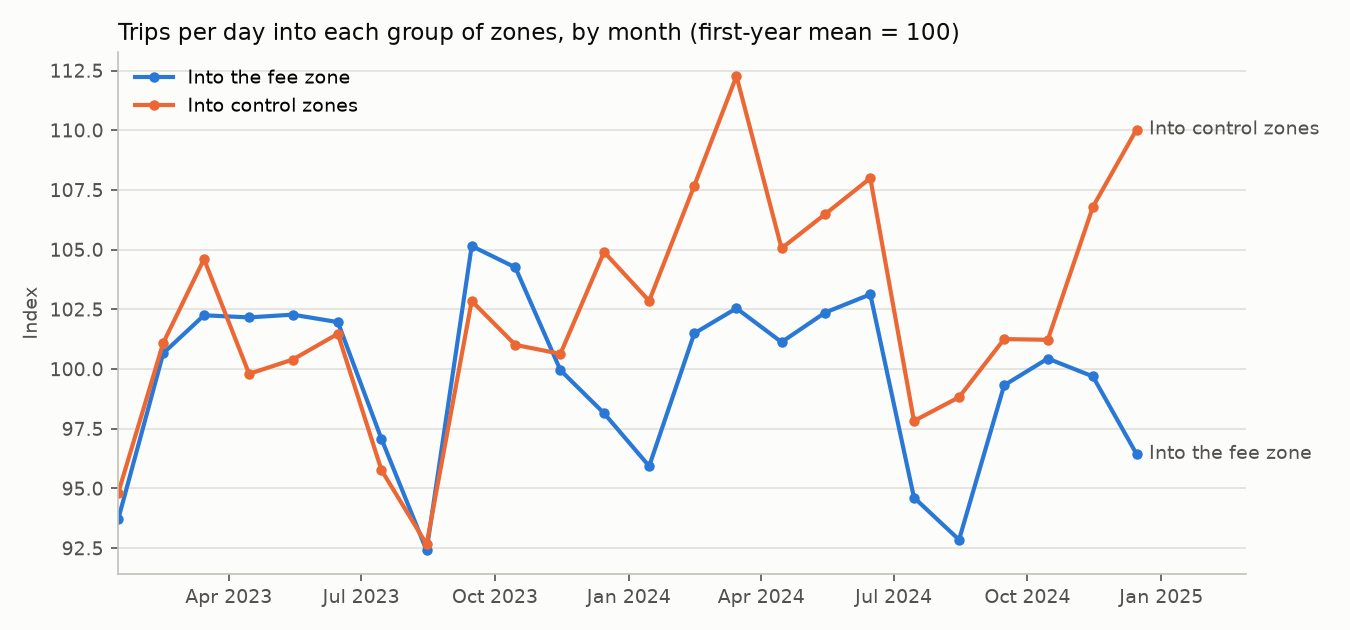 Trips per day into each group of zones, by month (first-year mean = 100)
Into the fee zone
Into control zones
112.5
110.0
107.5
105.0
102.5
100.0
97.5
95.0
92.5
Index
Into control zones
Into the fee zone
Apr 2023
Jul 2023
Oct 2023
Jan 2024
Apr 2024
Jul 2024
Oct 2024
Jan 2025